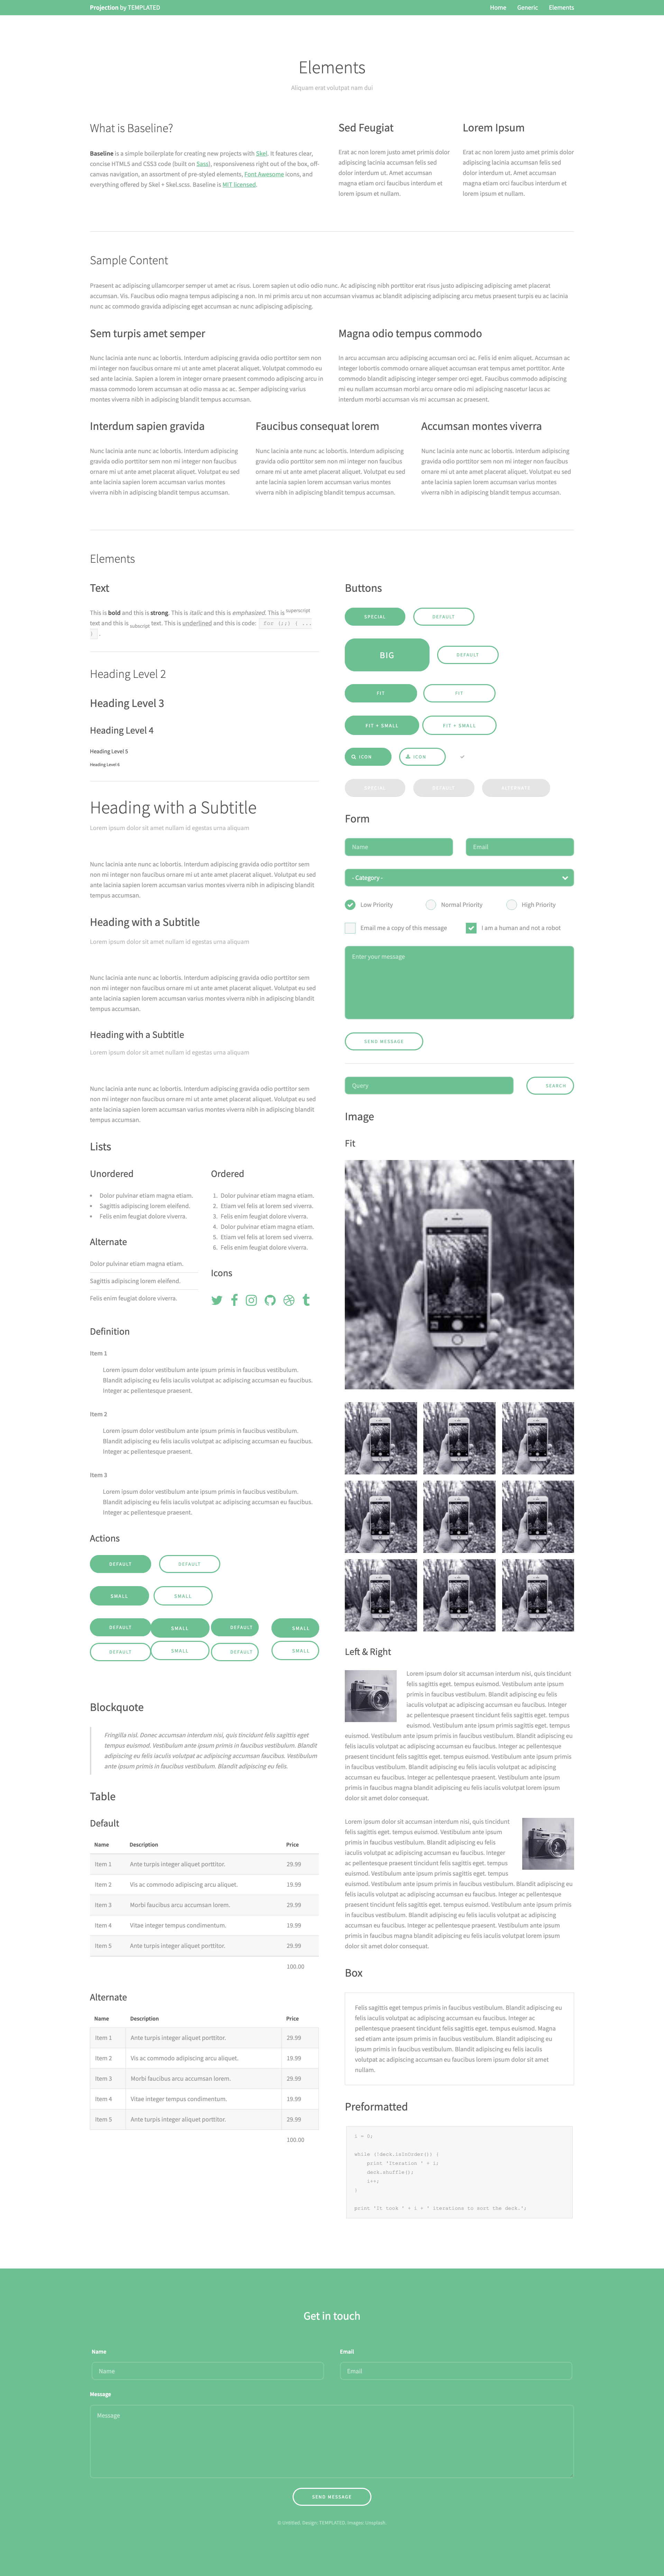 Projection by TEMPLATED
Home Generic Elements
Elements
Aliquam erat volutpat nam dui
What is Baseline?
Baseline is a simple boilerplate for creating new projects with Skel. It features clear,
concise HTML5 and CSS3 code (built on Sass), responsiveness right out of the box, off-
canvas navigation, an assortment of pre-styled elements, Font Awesome icons, and
everything offered by Skel + Skel.scss. Baseline is MIT licensed.
Sed Feugiat
Erat ac non lorem justo amet primis dolor
adipiscing lacinia accumsan felis sed
dolor interdum ut. Amet accumsan
magna etiam orci faucibus interdum et
lorem ipsum et nullam.
Lorem Ipsum
Erat ac non lorem justo amet primis dolor
adipiscing lacinia accumsan felis sed
dolor interdum ut. Amet accumsan
magna etiam orci faucibus interdum et
lorem ipsum et nullam.
Sample Content
Praesent ac adipiscing ullamcorper semper ut amet ac risus. Lorem sapien ut odio odio nunc. Ac adipiscing nibh porttitor erat risus justo adipiscing adipiscing amet placerat
accumsan. Vis. Faucibus odio magna tempus adipiscing a non. In mi primis arcu ut non accumsan vivamus ac blandit adipiscing adipiscing arcu metus praesent turpis eu ac lacinia
nunc ac commodo gravida adipiscing eget accumsan ac nunc adipiscing adipiscing.
Sem turpis amet semper
Nunc lacinia ante nunc ac lobortis. Interdum adipiscing gravida odio porttitor sem non
mi integer non faucibus ornare mi ut ante amet placerat aliquet. Volutpat commodo eu
sed ante lacinia. Sapien a lorem in integer ornare praesent commodo adipiscing arcu in
massa commodo lorem accumsan at odio massa ac ac. Semper adipiscing varius
montes viverra nibh in adipiscing blandit tempus accumsan.
Magna odio tempus commodo
In arcu accumsan arcu adipiscing accumsan orci ac. Felis id enim aliquet. Accumsan ac
integer lobortis commodo ornare aliquet accumsan erat tempus amet porttitor. Ante
commodo blandit adipiscing integer semper orci eget. Faucibus commodo adipiscing
mi eu nullam accumsan morbi arcu ornare odio mi adipiscing nascetur lacus ac
interdum morbi accumsan vis mi accumsan ac praesent.
Interdum sapien gravida
Nunc lacinia ante nunc ac lobortis. Interdum adipiscing
gravida odio porttitor sem non mi integer non faucibus
ornare mi ut ante amet placerat aliquet. Volutpat eu sed
ante lacinia sapien lorem accumsan varius montes
viverra nibh in adipiscing blandit tempus accumsan.
Faucibus consequat lorem
Nunc lacinia ante nunc ac lobortis. Interdum adipiscing
gravida odio porttitor sem non mi integer non faucibus
ornare mi ut ante amet placerat aliquet. Volutpat eu sed
ante lacinia sapien lorem accumsan varius montes
viverra nibh in adipiscing blandit tempus accumsan.
Accumsan montes viverra
Nunc lacinia ante nunc ac lobortis. Interdum adipiscing
gravida odio porttitor sem non mi integer non faucibus
ornare mi ut ante amet placerat aliquet. Volutpat eu sed
ante lacinia sapien lorem accumsan varius montes
viverra nibh in adipiscing blandit tempus accumsan.
Elements
Text
This is bold and this is strong. This is italic and this is emphasized. This is superscript
text and this is subscript text. This is underlined and this is code: for (;;) { ...
} .
Heading Level 2
Heading Level 3
Heading Level 4
Heading Level 5
Heading Level 6
Heading with a Subtitle
Lorem ipsum dolor sit amet nullam id egestas urna aliquam
Nunc lacinia ante nunc ac lobortis. Interdum adipiscing gravida odio porttitor sem non
mi integer non faucibus ornare mi ut ante amet placerat aliquet. Volutpat eu sed
ante lacinia sapien lorem accumsan varius montes viverra nibh in adipiscing blandit
tempus accumsan.
Heading with a Subtitle
Lorem ipsum dolor sit amet nullam id egestas urna aliquam
Nunc lacinia ante nunc ac lobortis. Interdum adipiscing gravida odio porttitor sem non
mi integer non faucibus ornare mi ut ante amet placerat aliquet. Volutpat eu sed
ante lacinia sapien lorem accumsan varius montes viverra nibh in adipiscing blandit
tempus accumsan.
Heading with a Subtitle
Lorem ipsum dolor sit amet nullam id egestas urna aliquam
Nunc lacinia ante nunc ac lobortis. Interdum adipiscing gravida odio porttitor sem non
mi integer non faucibus ornare mi ut ante amet placerat aliquet. Volutpat eu sed
ante lacinia sapien lorem accumsan varius montes viverra nibh in adipiscing blandit
tempus accumsan.
Lists
Unordered
• Dolor pulvinar etiam magna etiam.
• Sagittis adipiscing lorem eleifend.
• Felis enim feugiat dolore viverra.
Alternate
Dolor pulvinar etiam magna etiam.
Sagittis adipiscing lorem eleifend.
Felis enim feugiat dolore viverra.
Ordered
1. Dolor pulvinar etiam magna etiam.
2. Etiam vel felis at lorem sed viverra.
3. Felis enim feugiat dolore viverra.
4. Dolor pulvinar etiam magna etiam.
5. Etiam vel felis at lorem sed viverra.
6. Felis enim feugiat dolore viverra.
Icons
Definition
Item 1
Lorem ipsum dolor vestibulum ante ipsum primis in faucibus vestibulum.
Blandit adipiscing eu felis iaculis volutpat ac adipiscing accumsan eu faucibus.
Integer ac pellentesque praesent.
Item 2
Lorem ipsum dolor vestibulum ante ipsum primis in faucibus vestibulum.
Blandit adipiscing eu felis iaculis volutpat ac adipiscing accumsan eu faucibus.
Integer ac pellentesque praesent.
Item 3
Lorem ipsum dolor vestibulum ante ipsum primis in faucibus vestibulum.
Blandit adipiscing eu felis iaculis volutpat ac adipiscing accumsan eu faucibus.
Integer ac pellentesque praesent.
Actions
DEFAULT DEFAULT
SMALL SMALL
DEFAULT SMALL DEFAULT SMALL
DEFAULT SMALL DEFAULT SMALL
Blockquote
Fringilla nisl. Donec accumsan interdum nisi, quis tincidunt felis sagittis eget
tempus euismod. Vestibulum ante ipsum primis in faucibus vestibulum. Blandit
adipiscing eu felis iaculis volutpat ac adipiscing accumsan faucibus. Vestibulum
ante ipsum primis in faucibus vestibulum. Blandit adipiscing eu felis.
Table
Default
Name Description Price
Item 1 Ante turpis integer aliquet porttitor. 29.99
Item 2 Vis ac commodo adipiscing arcu aliquet. 19.99
Item 3 Morbi faucibus arcu accumsan lorem. 29.99
Item 4 Vitae integer tempus condimentum. 19.99
Item 5 Ante turpis integer aliquet porttitor. 29.99
100.00
Alternate
Name Description Price
Item 1 Ante turpis integer aliquet porttitor. 29.99
Item 2 Vis ac commodo adipiscing arcu aliquet. 19.99
Item 3 Morbi faucibus arcu accumsan lorem. 29.99
Item 4 Vitae integer tempus condimentum. 19.99
Item 5 Ante turpis integer aliquet porttitor. 29.99
100.00
Buttons
SPECIAL DEFAULT
BIG DEFAULT
FIT FIT
FIT + SMALL FIT + SMALL
ICON ICON
SPECIAL DEFAULT ALTERNATE
Form
Name Email
- Category -
Low Priority Normal Priority High Priority
Email me a copy of this message I am a human and not a robot
Enter your message
SEND MESSAGE
Query SEARCH
Image
Fit
Left & Right
Lorem ipsum dolor sit accumsan interdum nisi, quis tincidunt
felis sagittis eget. tempus euismod. Vestibulum ante ipsum
primis in faucibus vestibulum. Blandit adipiscing eu felis
iaculis volutpat ac adipiscing accumsan eu faucibus. Integer
ac pellentesque praesent tincidunt felis sagittis eget. tempus
euismod. Vestibulum ante ipsum primis sagittis eget. tempus
euismod. Vestibulum ante ipsum primis in faucibus vestibulum. Blandit adipiscing eu
felis iaculis volutpat ac adipiscing accumsan eu faucibus. Integer ac pellentesque
praesent tincidunt felis sagittis eget. tempus euismod. Vestibulum ante ipsum primis
in faucibus vestibulum. Blandit adipiscing eu felis iaculis volutpat ac adipiscing
accumsan eu faucibus. Integer ac pellentesque praesent. Vestibulum ante ipsum
primis in faucibus magna blandit adipiscing eu felis iaculis volutpat lorem ipsum
dolor sit amet dolor consequat.
Lorem ipsum dolor sit accumsan interdum nisi, quis tincidunt
felis sagittis eget. tempus euismod. Vestibulum ante ipsum
primis in faucibus vestibulum. Blandit adipiscing eu felis
iaculis volutpat ac adipiscing accumsan eu faucibus. Integer
ac pellentesque praesent tincidunt felis sagittis eget. tempus
euismod. Vestibulum ante ipsum primis sagittis eget. tempus
euismod. Vestibulum ante ipsum primis in faucibus vestibulum. Blandit adipiscing eu
felis iaculis volutpat ac adipiscing accumsan eu faucibus. Integer ac pellentesque
praesent tincidunt felis sagittis eget. tempus euismod. Vestibulum ante ipsum primis
in faucibus vestibulum. Blandit adipiscing eu felis iaculis volutpat ac adipiscing
accumsan eu faucibus. Integer ac pellentesque praesent. Vestibulum ante ipsum
primis in faucibus magna blandit adipiscing eu felis iaculis volutpat lorem ipsum
dolor sit amet dolor consequat.
Box
Felis sagittis eget tempus primis in faucibus vestibulum. Blandit adipiscing eu
felis iaculis volutpat ac adipiscing accumsan eu faucibus. Integer ac
pellentesque praesent tincidunt felis sagittis eget. tempus euismod. Magna
sed etiam ante ipsum primis in faucibus vestibulum. Blandit adipiscing eu
ipsum primis in faucibus vestibulum. Blandit adipiscing eu felis iaculis
volutpat ac adipiscing accumsan eu faucibus lorem ipsum dolor sit amet
nullam.
Preformatted
i = 0;
while (!deck.isInOrder()) {
print 'Iteration ' + i;
deck.shuffle();
i++;
}
print 'It took ' + i + ' iterations to sort the deck.';
Get in touch
Name Email
Name Email
Message
Message
SEND MESSAGE
© Untitled. Design: TEMPLATED. Images: Unsplash.